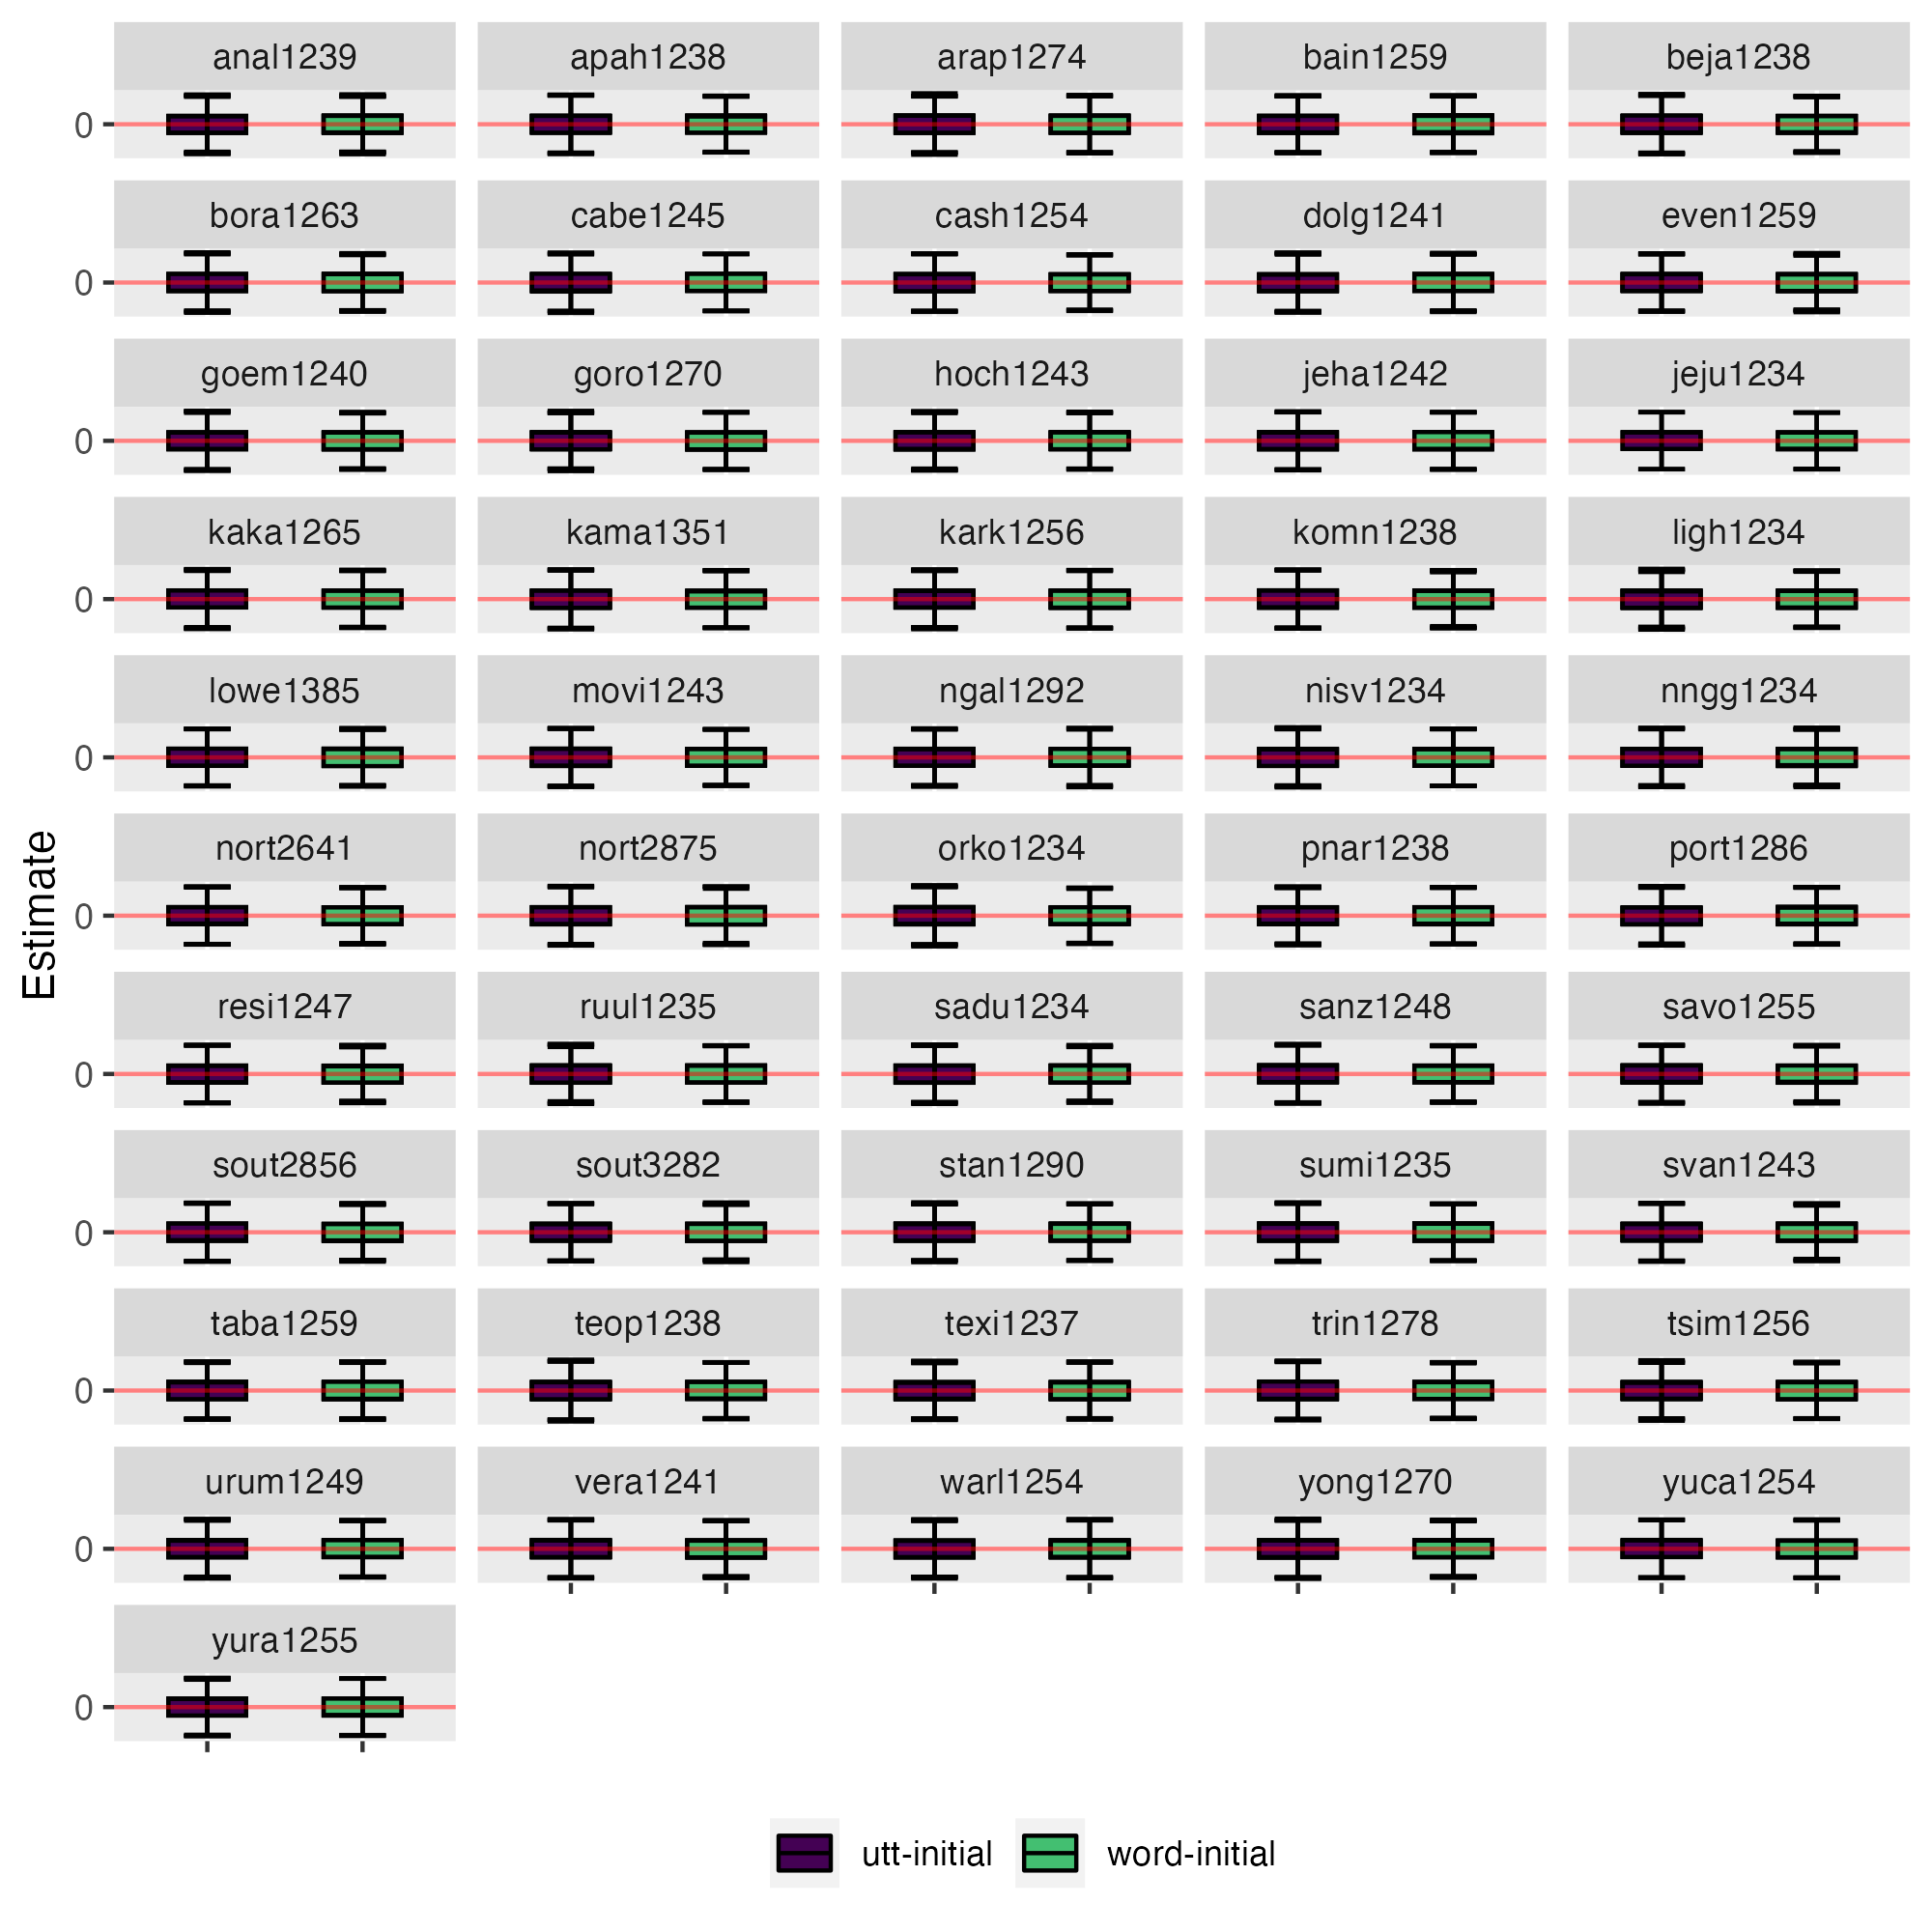 anal1239 apah1238 arap1274 bain1259 beja1238
0
bora1263 cabe1245 cash1254 dolg1241 even1259
0
goem1240 goro1270 hoch1243 jeha1242 jeju1234
0
kaka1265 kama1351 kark1256 komn1238 ligh1234
0
lowe1385 movi1243 ngal1292 nisv1234 nngg1234
0
nort2641 nort2875 orko1234 pnar1238 port1286
0
resi1247 ruul1235 sadu1234 sanz1248 savo1255
0
sout2856 sout3282 stan1290 sumi1235 svan1243
0
taba1259 teop1238 texi1237 trin1278 tsim1256
0
urum1249 vera1241 warl1254 yong1270 yuca1254
0
yura1255
0
Estimate
utt-initial word-initial